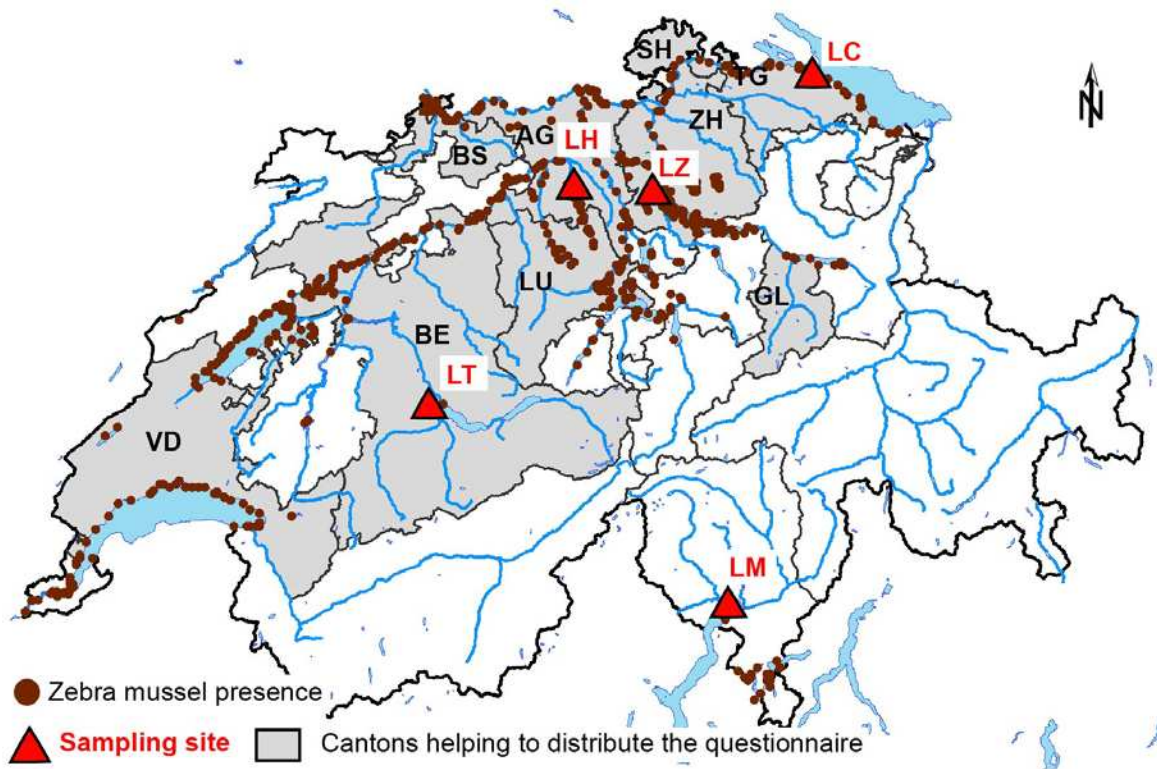 SH
LC
TG
N
ZH
AG
BS
LH
LZ
LU
GL
BE
LT
VD
LM
Zebra mussel presence
Sampling site
Cantons helping to distribute the questionnaire